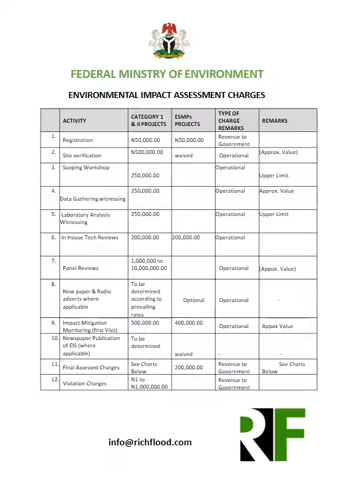 FEDERAL MINSTRY OF ENVIRONMENT
ENVIRONMENTAL IMPACT ASSESSMENT CHARGES
ACTIVITY CATEGORY 1 & II PROJECTS ESMPs PROJECTS TYPE OF CHARGE REMARKS REMARKS
1. Registration N50,000.00 N50,000.00 Revenue to Government
2. Site verification N500,000.00 waived Operational (Approx. Value)
3. Scoping Workshop 250,000.00 Operational Upper Limit
4. Data Gathering witnessing 250,000.00 Operational Approx. Value
5. Laboratory Analysis Witnessing 250,000.00 Operational Upper Limit
6. In House Tech Reviews 200,000.00 200,000.00 Operational
7. Panel Reviews 1,000,000 to 10,000,000.00 Operational (Appox. Value)
8. New paper & Radio adverts where applicable To be determined according to prevailing rates Optional Operational -
9. Impact Mitigation Monitoring (first Visit) 500,000.00 400,000.00 Operational Appox Value
10. Newspaper Publication of EIS (where applicable) To be determined waived - -
11. Final Assessed Charges See Charts Below 200,000.00 Revenue to Government See Charts Below
12. Violation Charges N1 to N1,000,000.00 Revenue to Government
RF
info@richflood.com